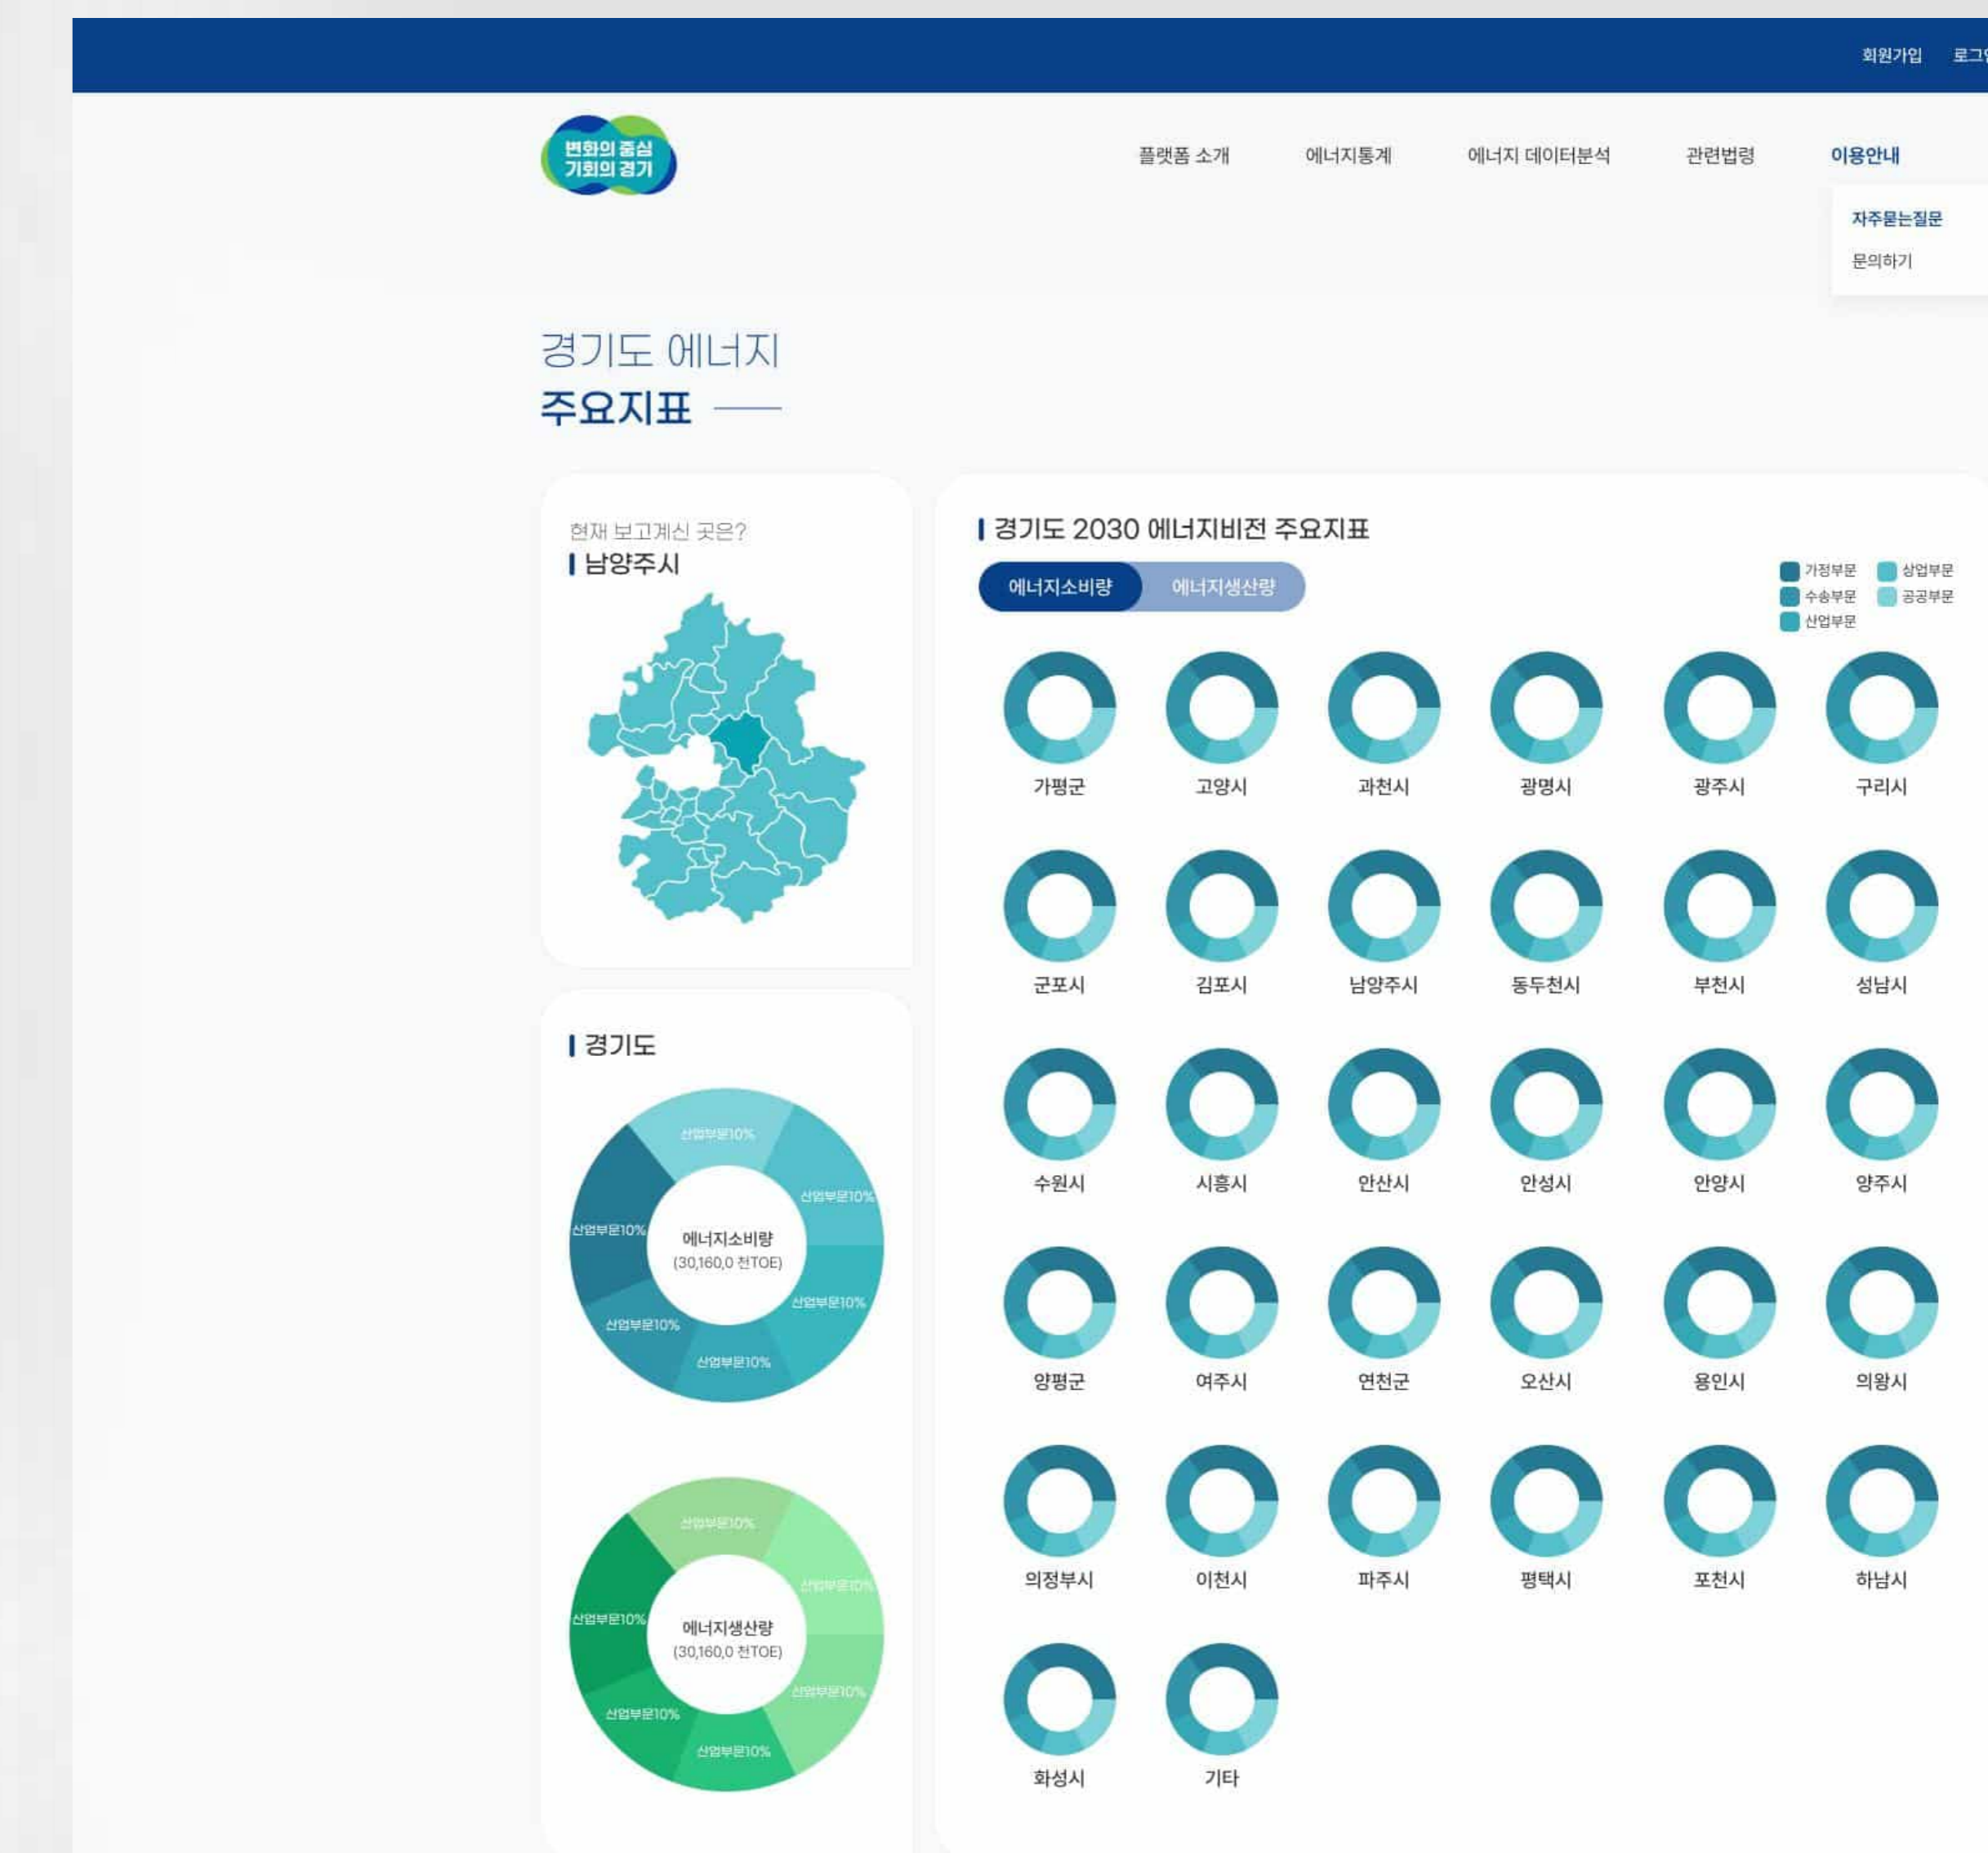 회원가입
변화의 중심
기회의 경기
플랫폼 소개 에너지통계 에너지 데이터분석 관련법령 이용안내
자주묻는질문
문의하기
경기도 에너지
주요지표
현재 보고계신 곳은?
남양주시
경기도 2030 에너지비전 주요지표
에너지소비량 에너지생산량
가정부문 상업부문
수송부문 공공부문
산업부문
가평군 고양시 과천시 광명시 광주시 구리시
군포시 김포시 남양주시 동두천시 부천시 성남시
수원시 시흥시 안산시 안성시 안양시 양주시
양평군 여주시 연천군 오산시 용인시 의왕시
의정부시 이천시 파주시 평택시 포천시 하남시
화성시 기타
경기도
산업부문10%
산업부문10%
산업부문10%
에너지소비량
(30,160,0 천TOE)
산업부문10%
산업부문10%
산업부문10%
산업부문10%
산업부문10%
산업부문10%
에너지생산량
(30,160,0 천TOE)
산업부문10%
산업부문10%
산업부문10%